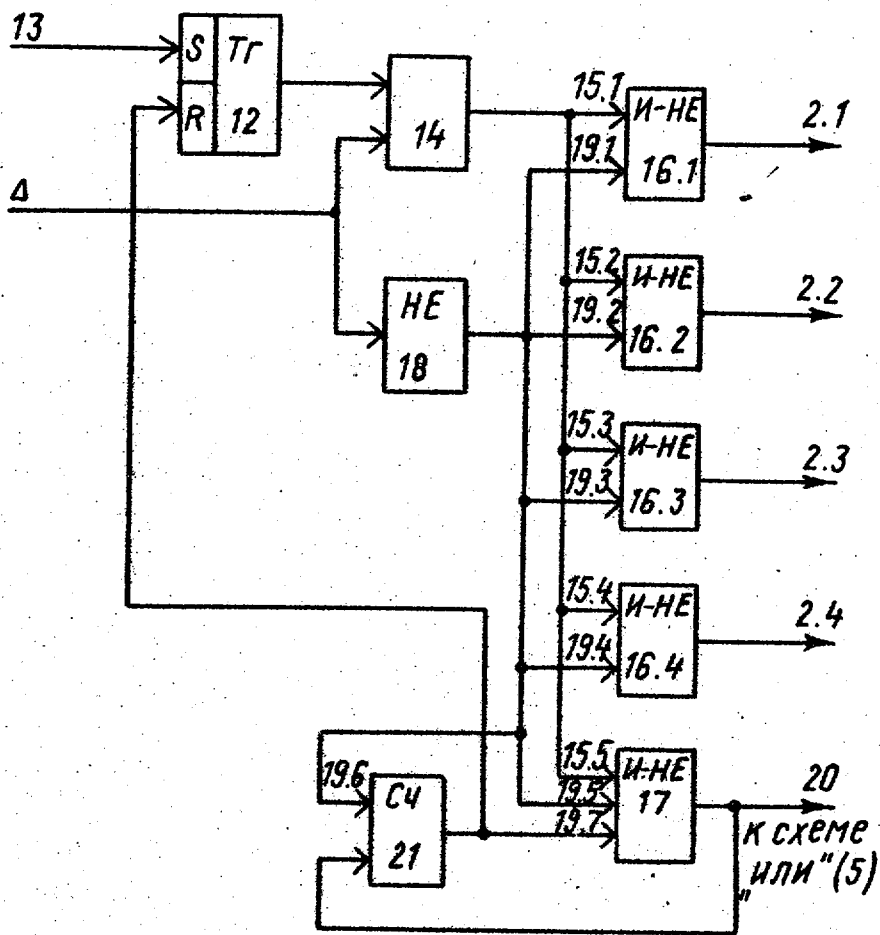 13
S Тг
R 12
Δ
14
НЕ
18
15.1
И-НЕ
19.1
16.1
2.1
15.2
И-НЕ
19.2
16.2
2.2
15.3
И-НЕ
19.3
16.3
2.3
15.4
И-НЕ
19.4
16.4
2.4
19.6
Сч
21
15.5
И-НЕ
19.5
17
19.7
20
к схеме
„или"(5)